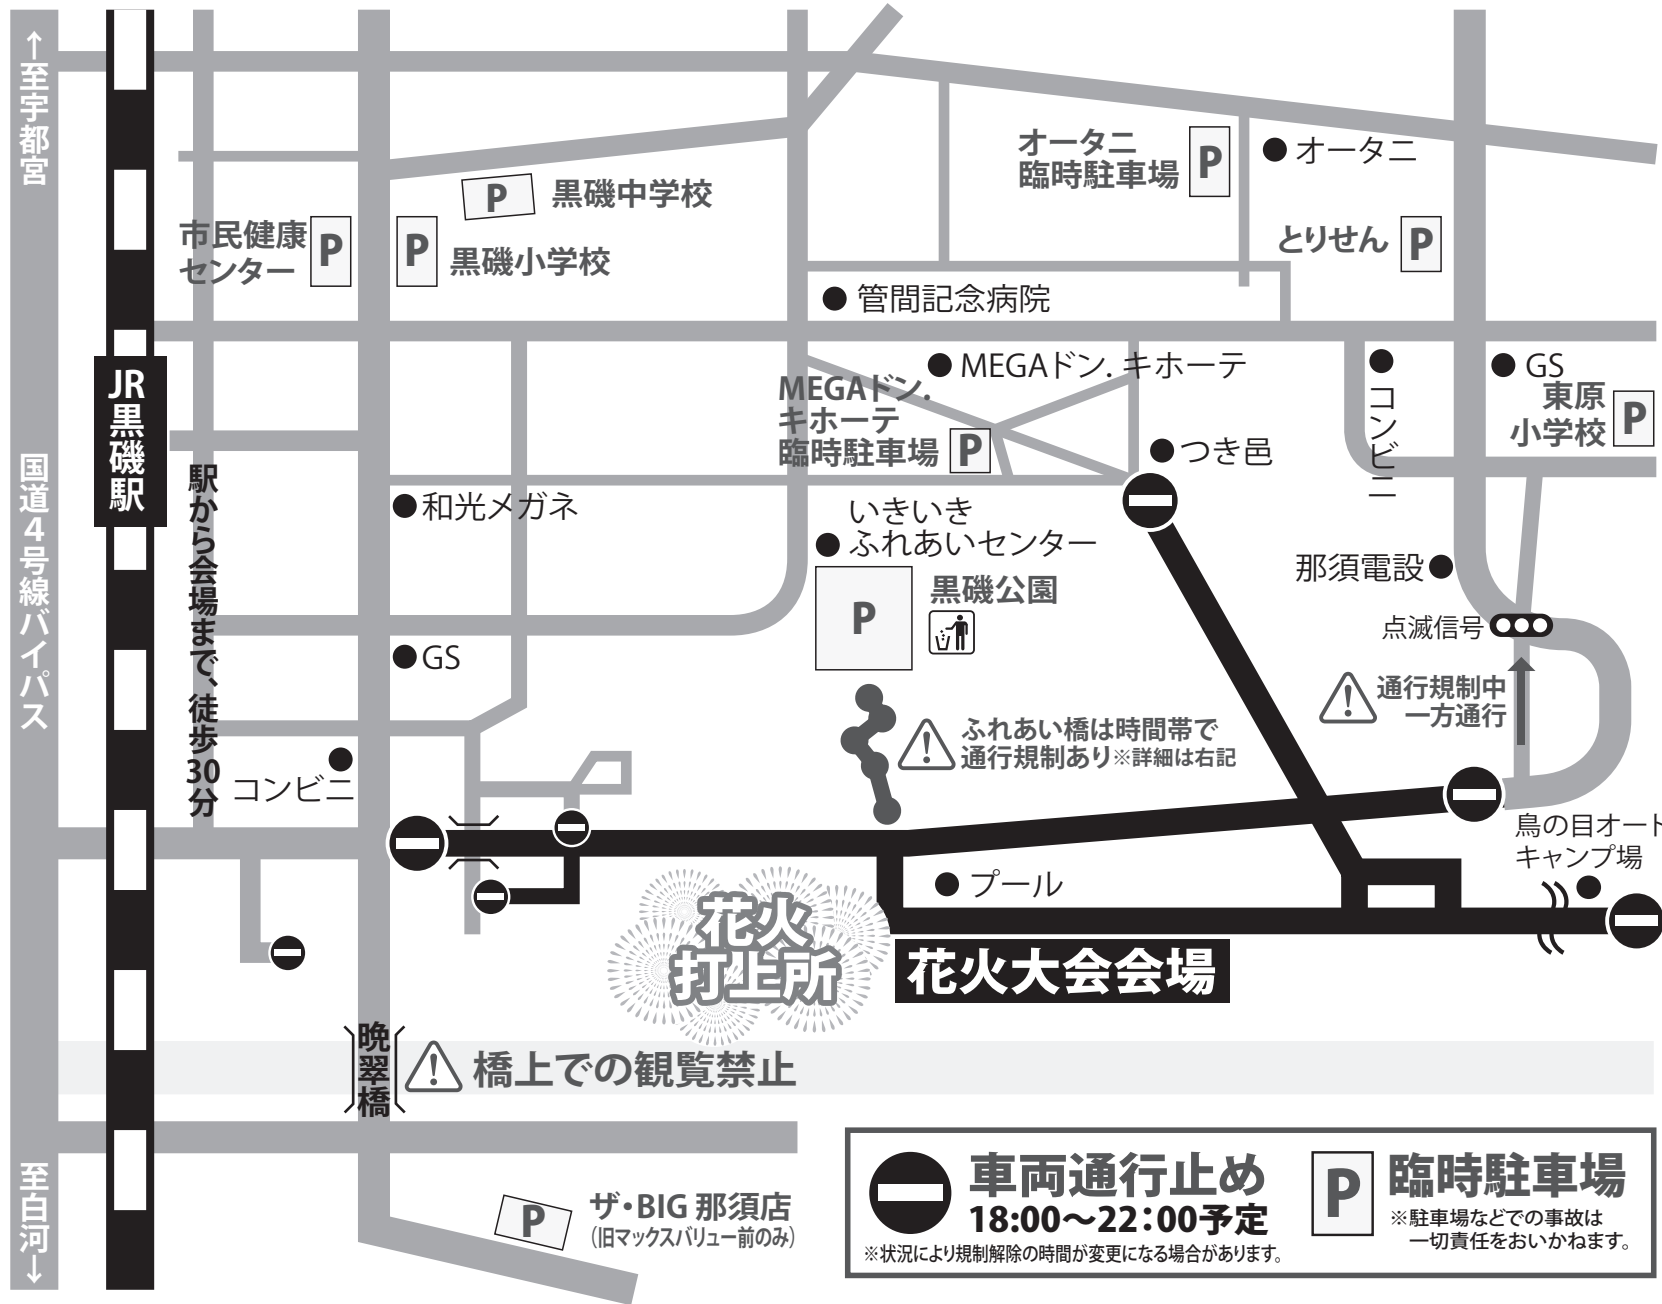 ↑至宇都宮
国道4号線バイパス
至白河↓
JR黒磯駅
駅から会場まで、徒歩30分
市民健康
センター
P
P
黒磯小学校
P
黒磯中学校
オータニ
臨時駐車場
P
オータニ
とりせん
P
管間記念病院
MEGAドン.キホーテ
MEGAドン.
キホーテ
臨時駐車場
P
コンビニ
GS
東原
小学校
P
つき邑
和光メガネ
いきいき
ふれあいセンター
P
黒磯公園
那須電設
点滅信号
通行規制中
一方通行
GS
ふれあい橋は時間帯で
通行規制あり※詳細は右記
コンビニ
鳥の目オート
キャンプ場
プール
花火
打上所
花火大会会場
晩翠橋
橋上での観覧禁止
P
ザ・BIG 那須店
(旧マックスバリュー前のみ)
車両通行止め
18:00〜22:00予定
※状況により規制解除の時間が変更になる場合があります。
P
臨時駐車場
※駐車場などでの事故は
一切責任をおいかねます。